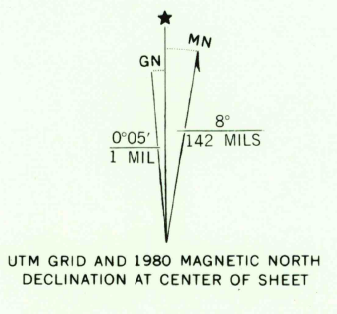 MN
GN
8°
142 MILS
0°05'
1 MIL
UTM GRID AND 1980 MAGNETIC NORTH
DECLINATION AT CENTER OF SHEET